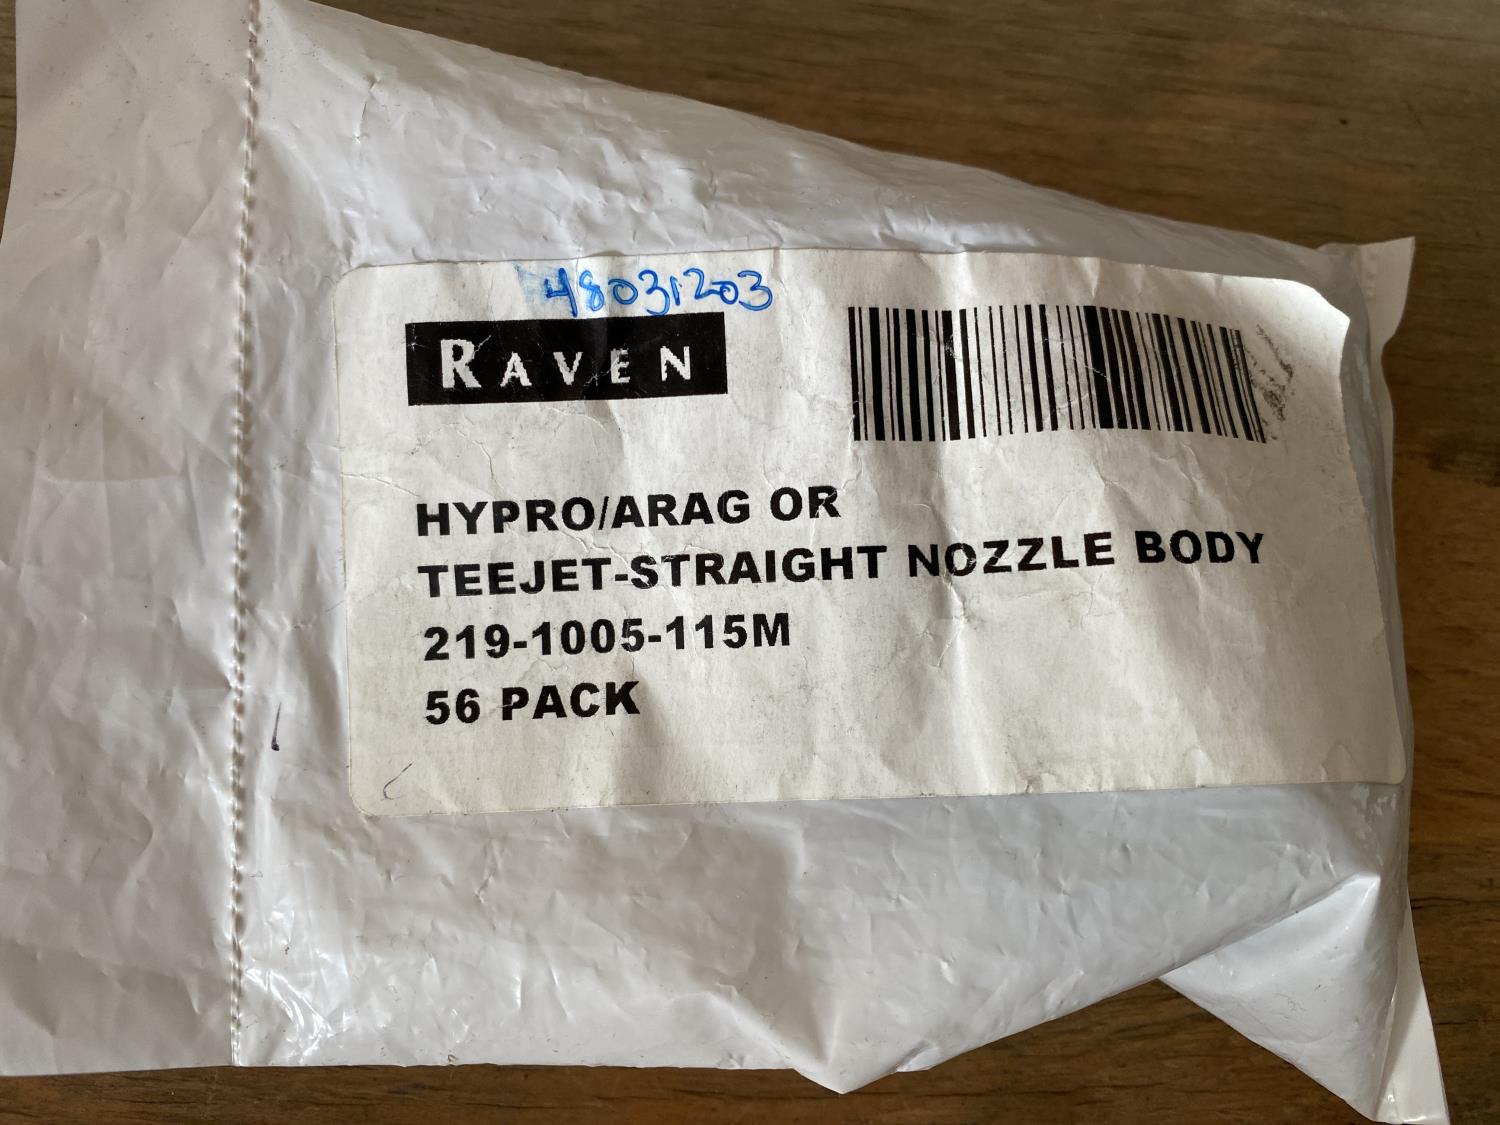 48031203
RAVEN
HYPRO/ARAG OR
TEEJET-STRAIGHT NOZZLE BODY
219-1005-115M
56 PACK